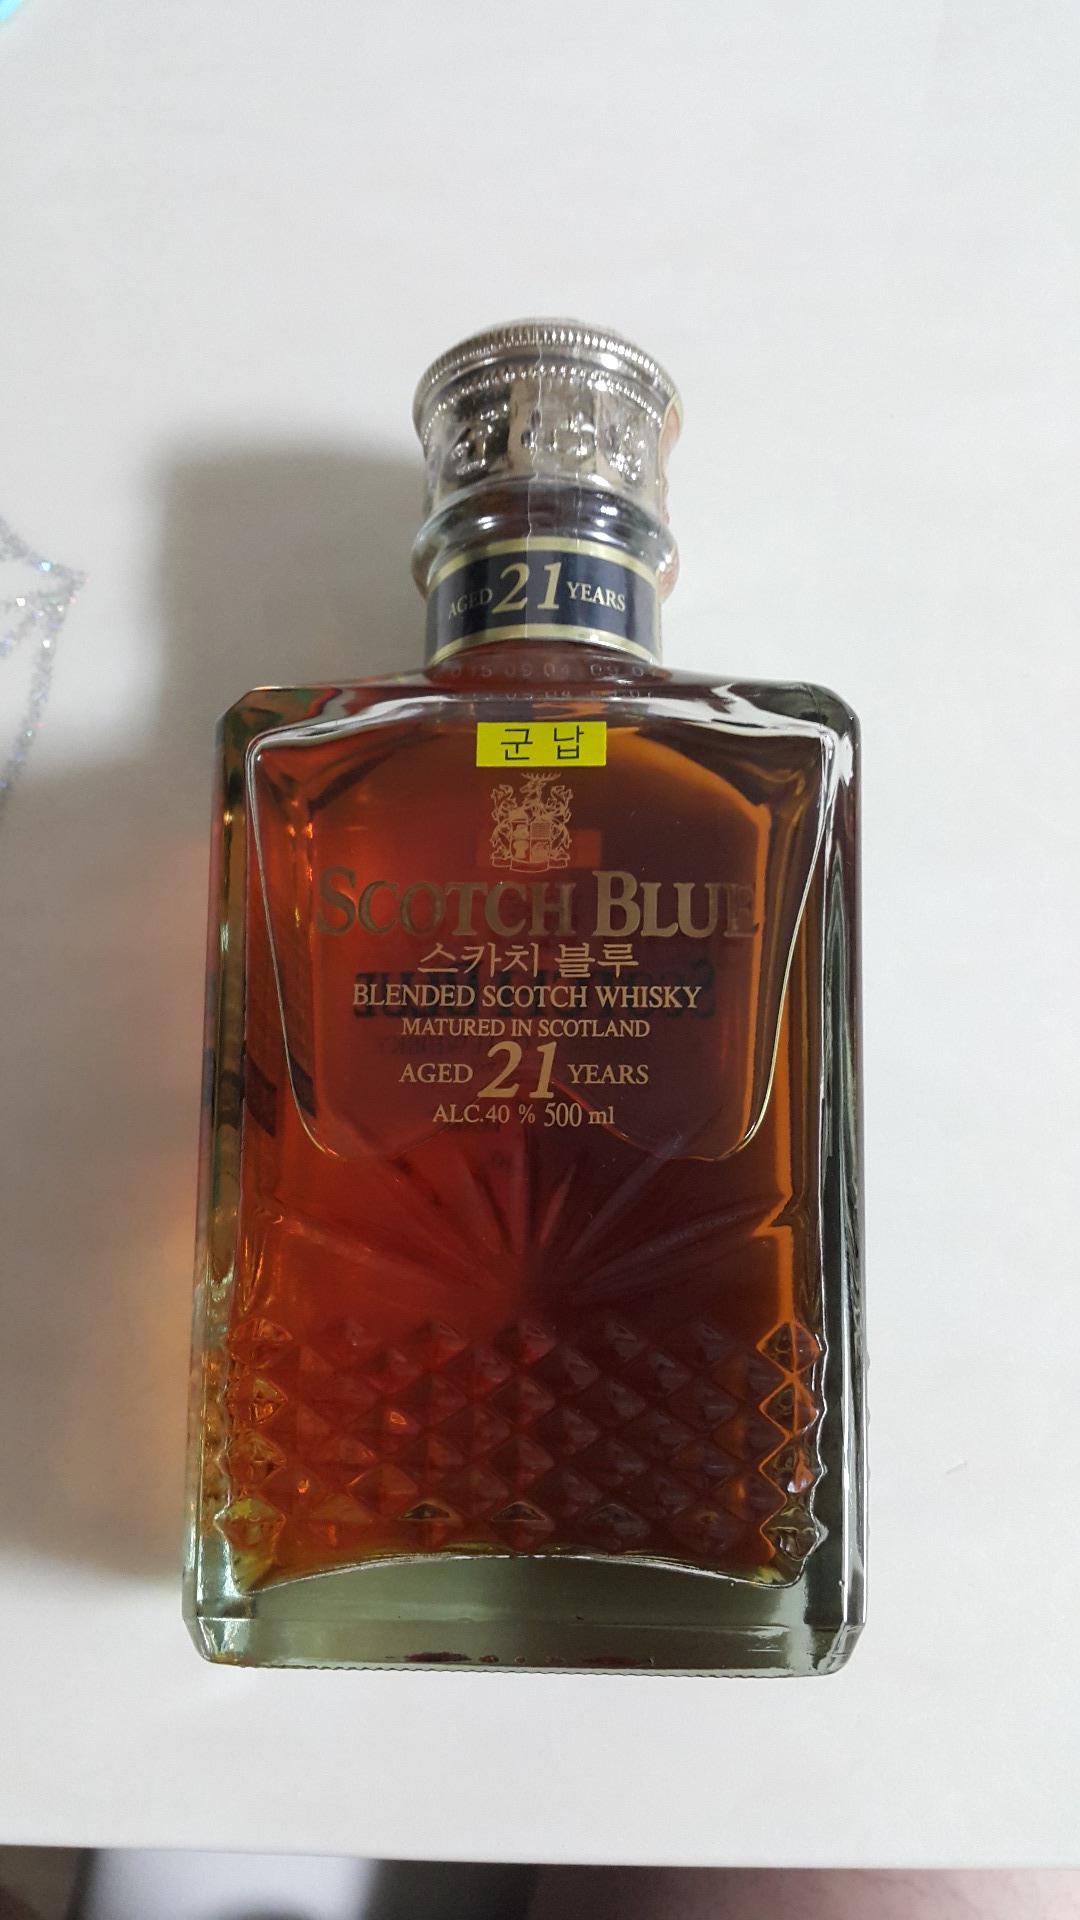 AGED 21 YEARS
군납
SCOTCH BLUE
스카치 블루
BLENDED SCOTCH WHISKY
MATURED IN SCOTLAND
AGED 21 YEARS
ALC.40 % 500 ml